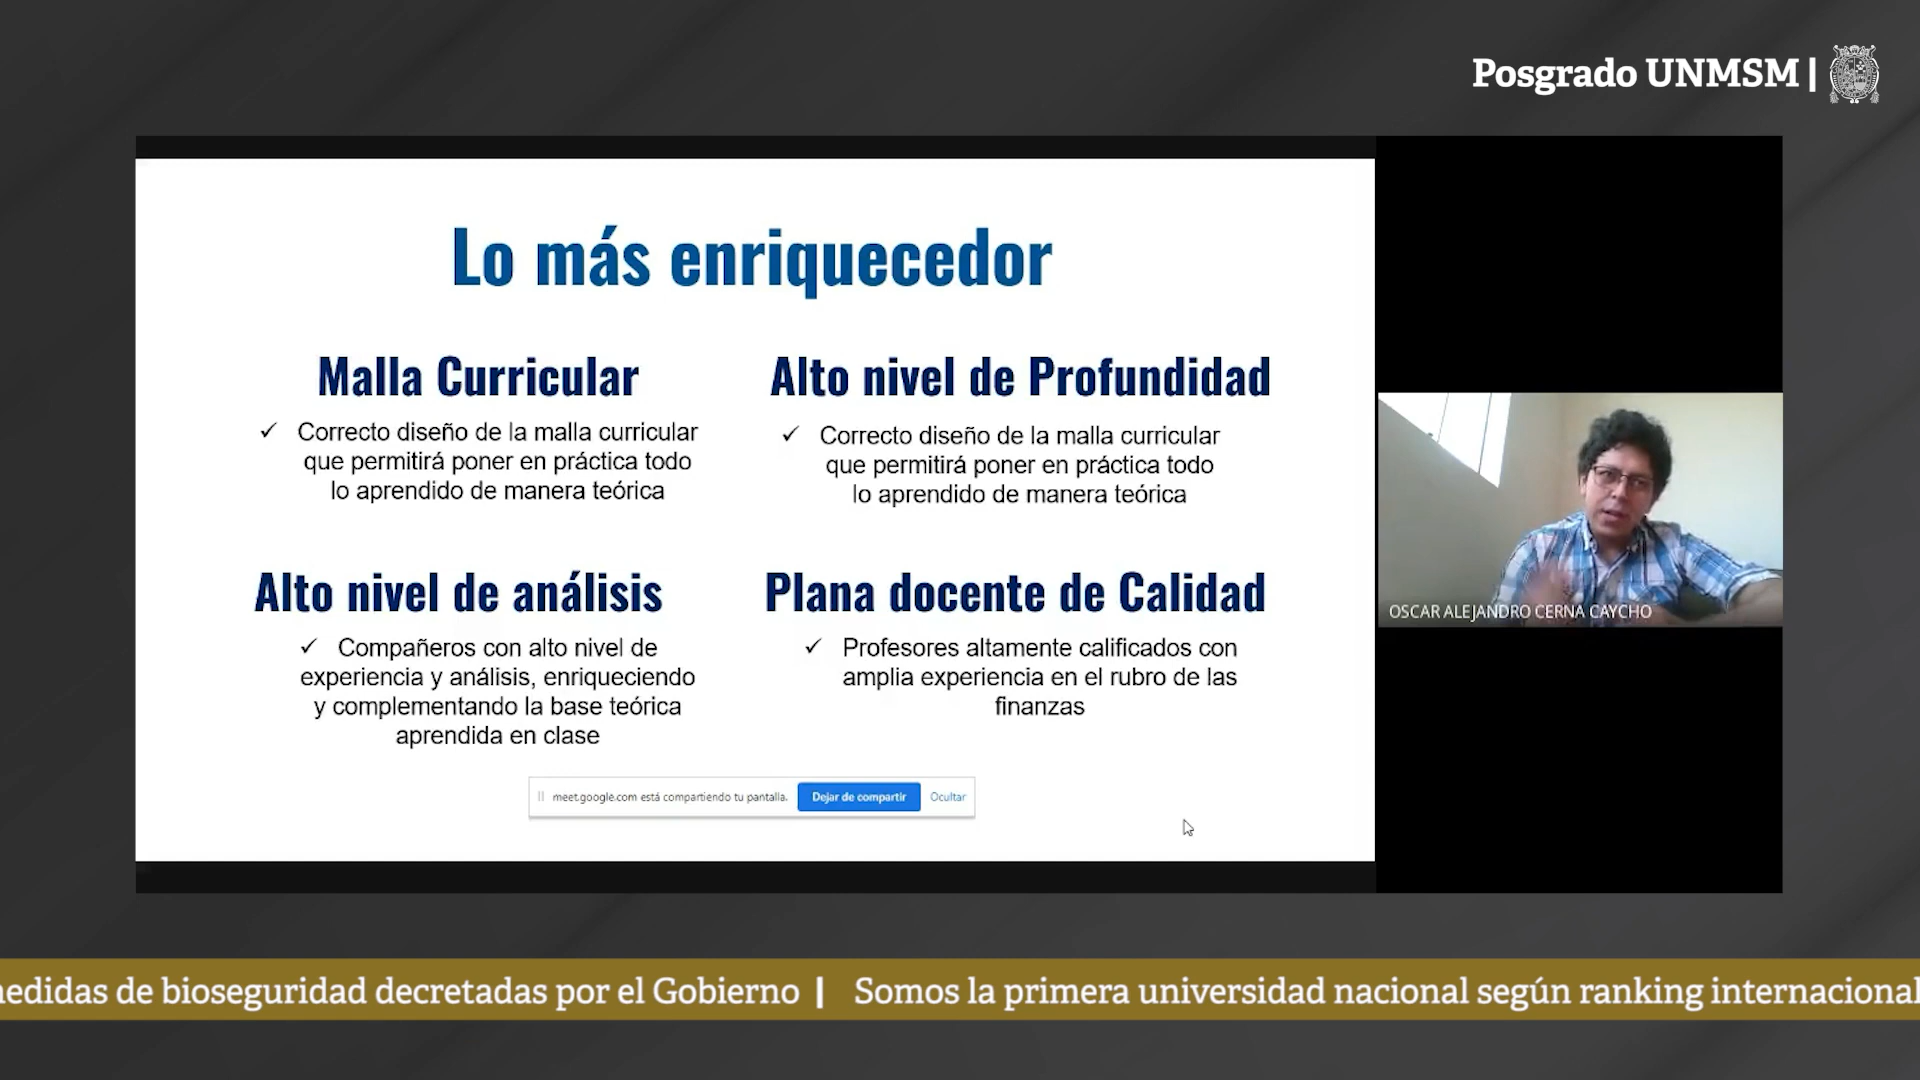 Posgrado UNMSM |
Lo más enriquecedor
Malla Curricular
✓ Correcto diseño de la malla curricular
que permitirá poner en práctica todo
lo aprendido de manera teórica
Alto nivel de Profundidad
✓ Correcto diseño de la malla curricular
que permitirá poner en práctica todo
lo aprendido de manera teórica
Alto nivel de análisis
✓ Compañeros con alto nivel de
experiencia y análisis, enriqueciendo
y complementando la base teórica
aprendida en clase
Plana docente de Calidad
✓ Profesores altamente calificados con
amplia experiencia en el rubro de las
finanzas
meet.google.com está compartiendo tu pantalla. Dejar de compartir Ocultar
OSCAR ALEJANDRO CERNA CAYCHO
nedidas de bioseguridad decretadas por el Gobierno | Somos la primera universidad nacional según ranking internacional